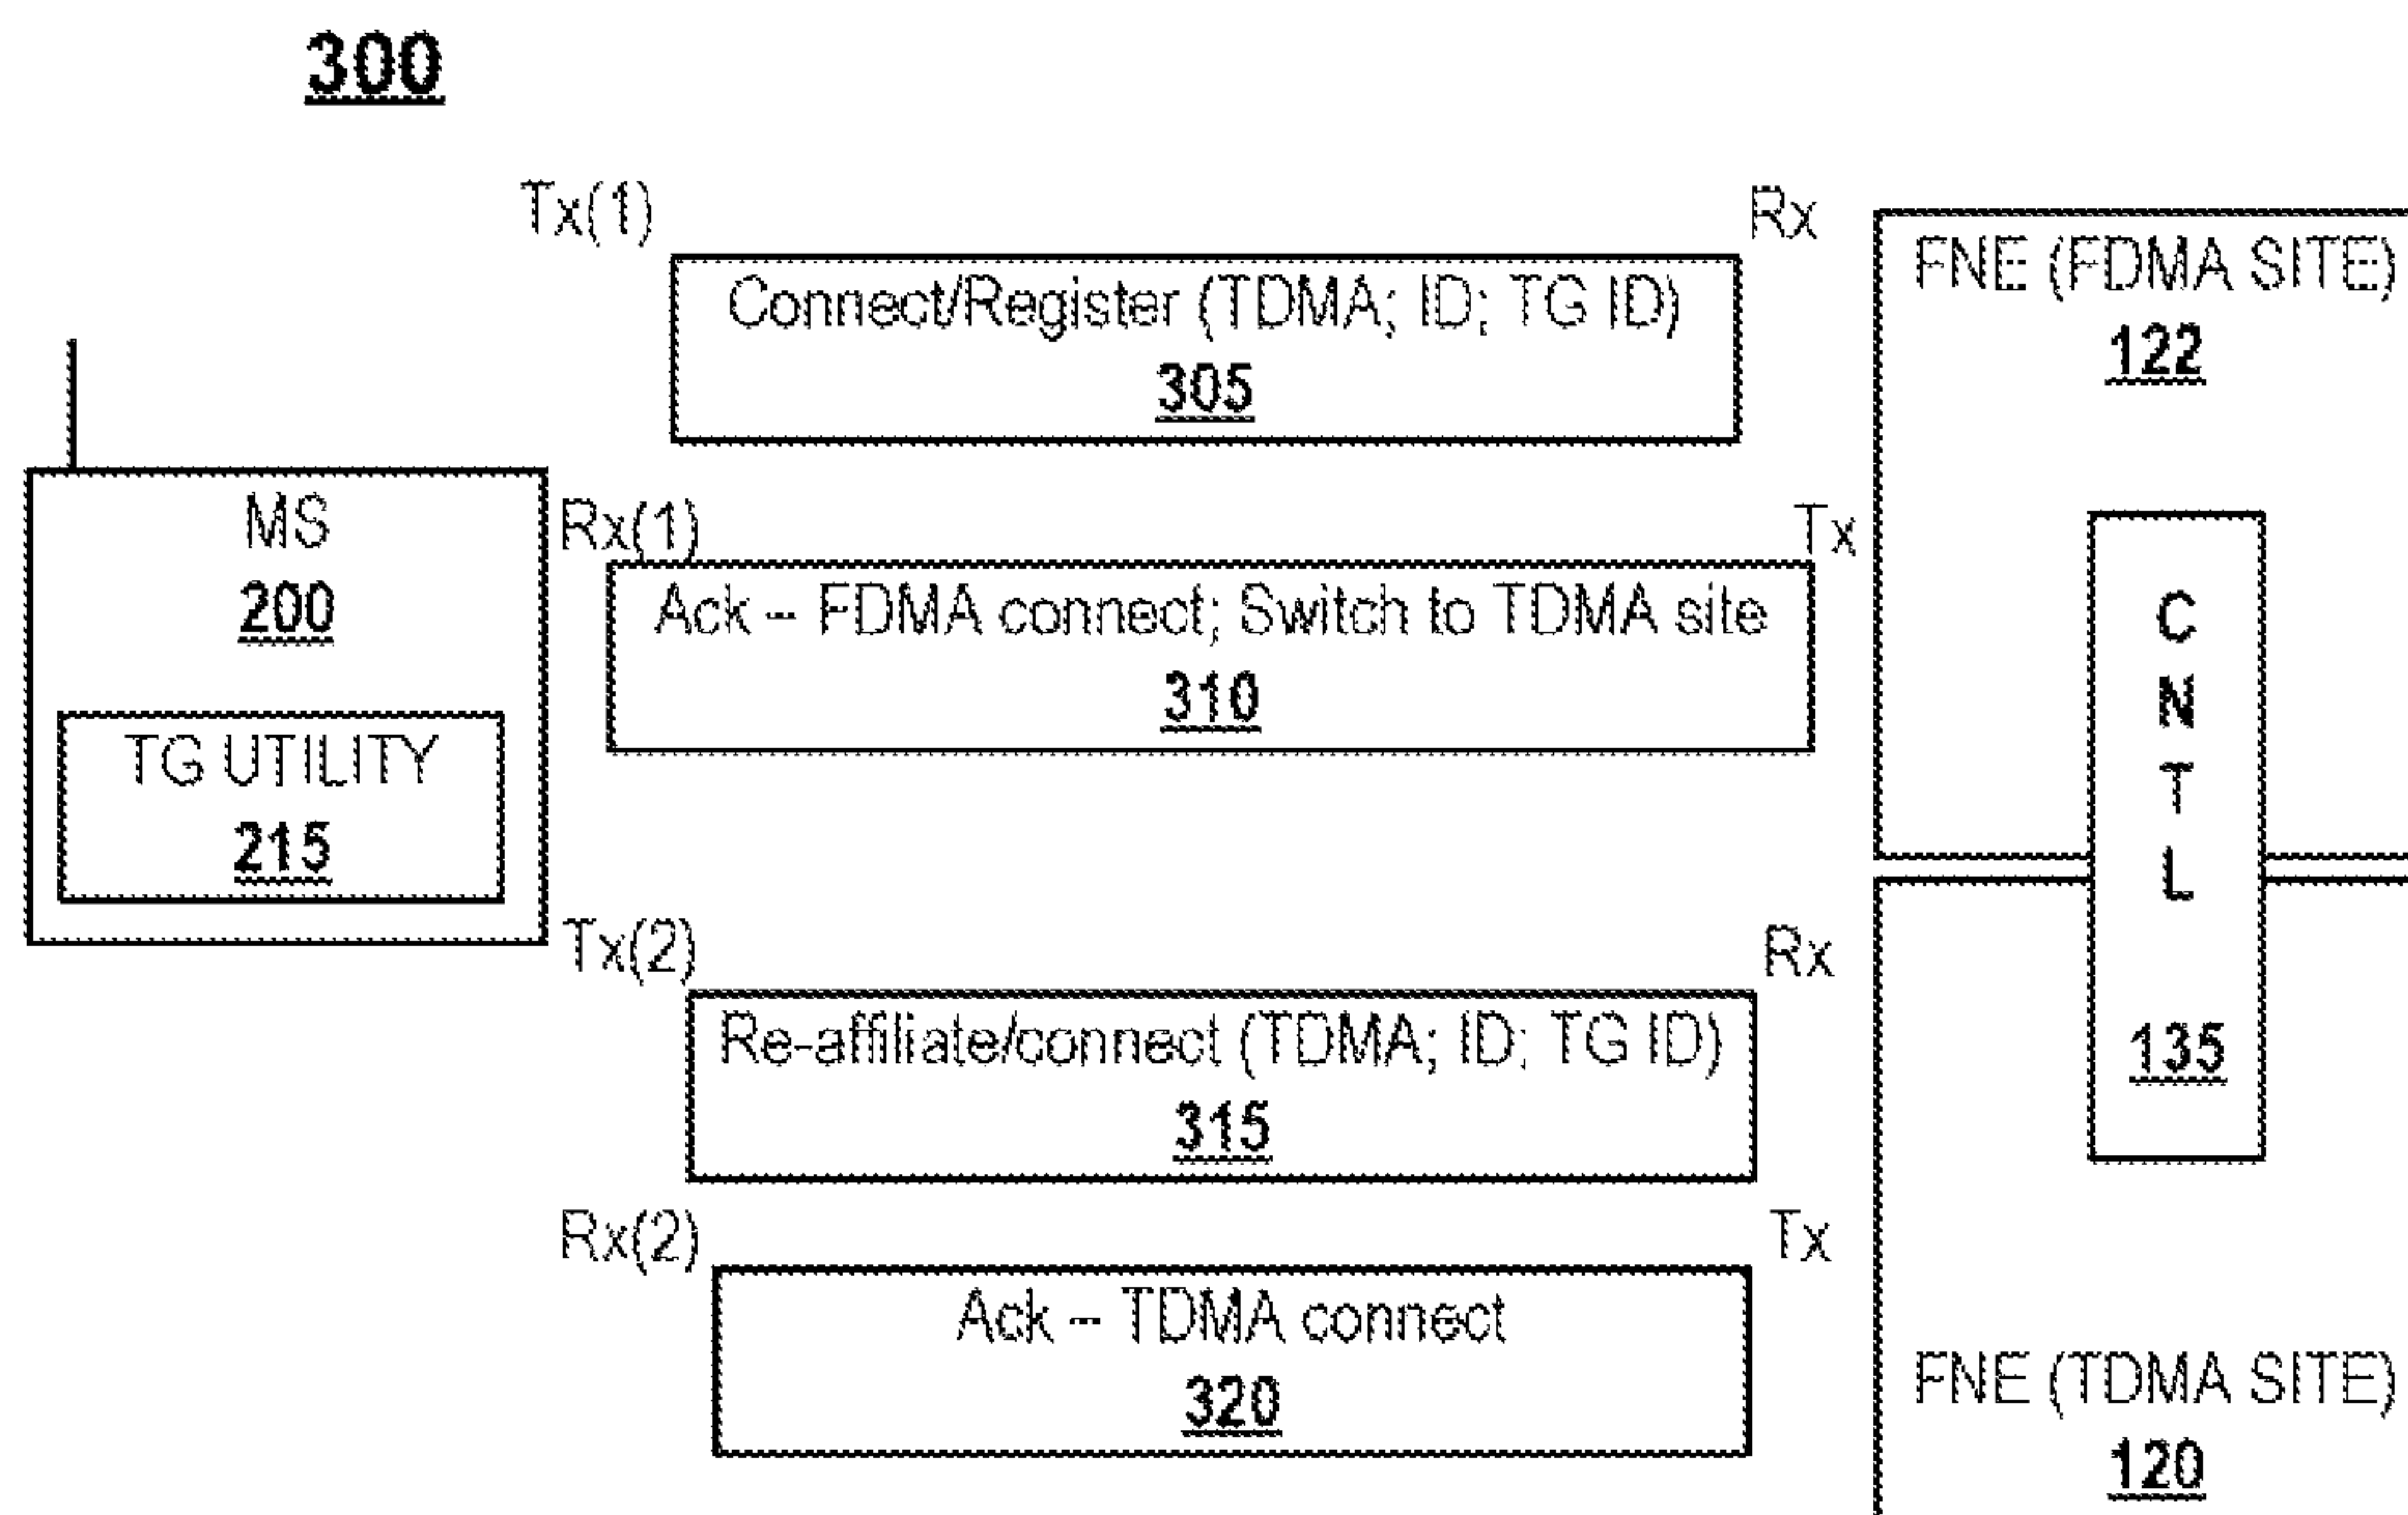 300
Tx(1)
Rx
Connect/Register (TDMA; ID; TG ID)
305
FNE (FDMA SITE)
122
MS
200
TG UTILITY
215
Rx(1)
Tx
Ack – FDMA connect; Switch to TDMA site
310
C
N
T
L
135
Tx(2)
Rx
Re-affiliate/connect (TDMA; ID; TG ID)
315
Rx(2)
Tx
Ack – TDMA connect
320
FNE (TDMA SITE)
120